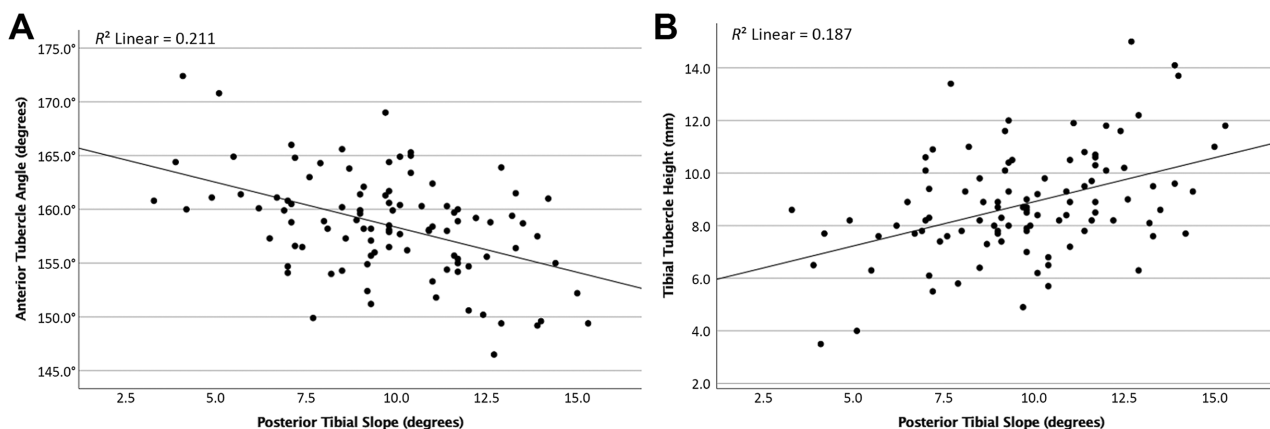 A
R² Linear = 0.211
175.0°
170.0°
165.0°
160.0°
155.0°
150.0°
145.0°
Anterior Tubercle Angle (degrees)
2.5 5.0 7.5 10.0 12.5 15.0
Posterior Tibial Slope (degrees)
B
R² Linear = 0.187
14.0
12.0
10.0
8.0
6.0
4.0
2.0
Tibial Tubercle Height (mm)
2.5 5.0 7.5 10.0 12.5 15.0
Posterior Tibial Slope (degrees)